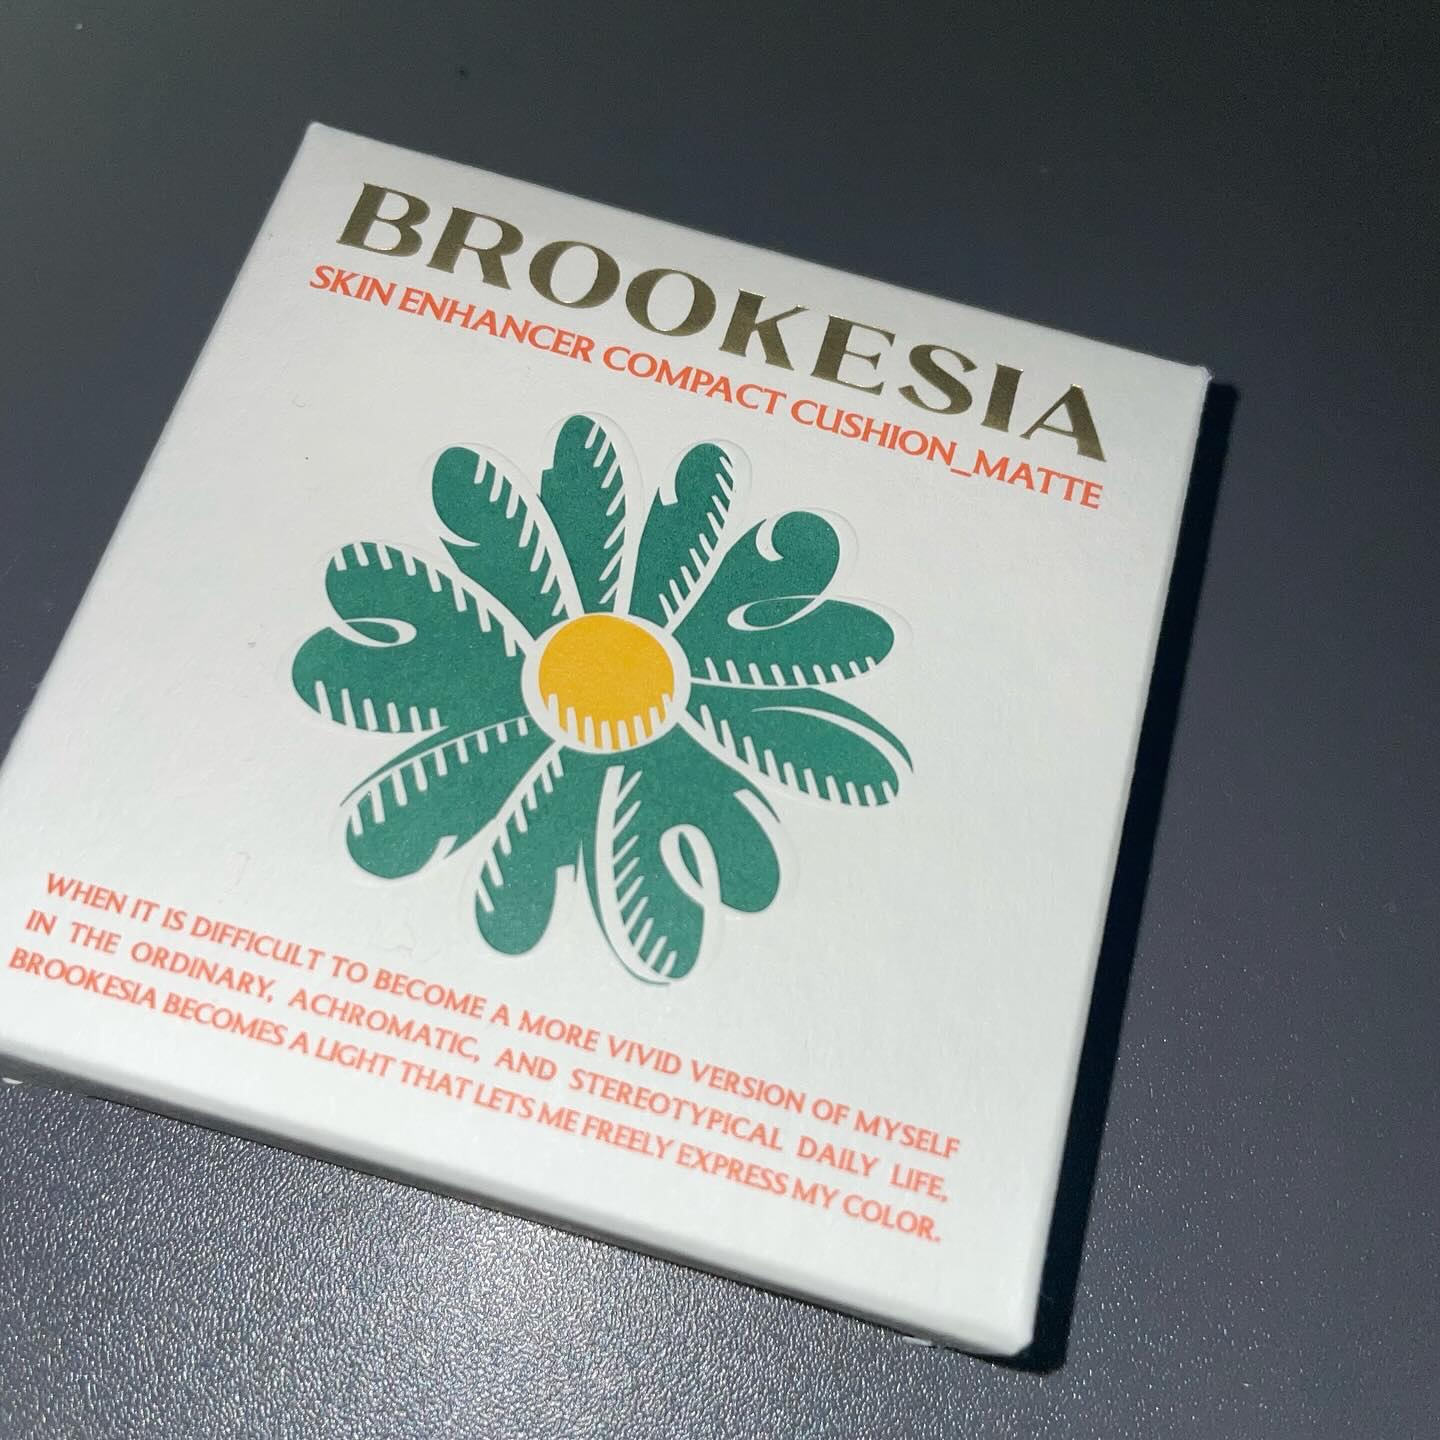 BROOKESIA
SKIN ENHANCER COMPACT CUSHION_MATTE
WHEN IT IS DIFFICULT TO BECOME A MORE VIVID VERSION OF MYSELF
IN THE ORDINARY, ACHROMATIC, AND STEREOTYPICAL DAILY LIFE,
BROOKESIA BECOMES A LIGHT THAT LETS ME FREELY EXPRESS MY COLOR.